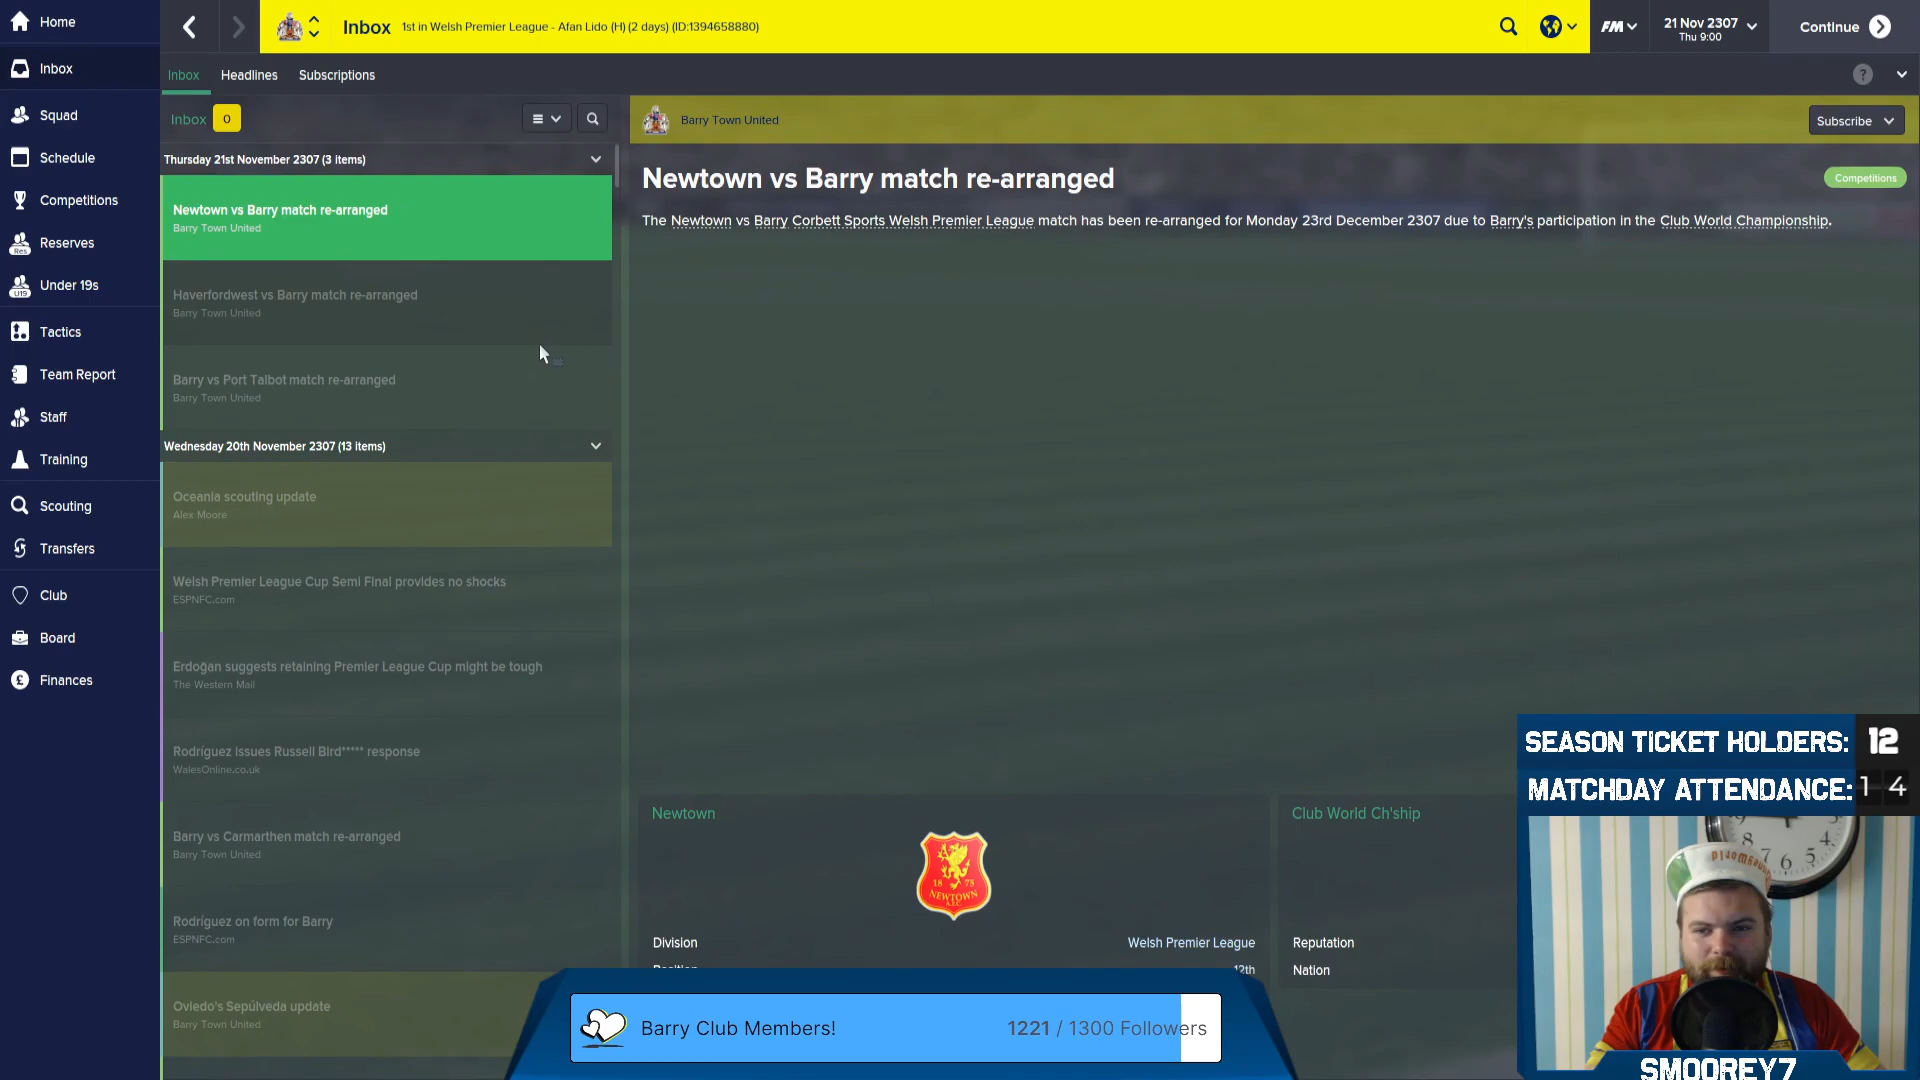 Home
Inbox
Squad
Schedule
Competitions
Reserves
Under 19s
Tactics
Team Report
Staff
Training
Scouting
Transfers
Club
Board
Finances
Inbox 1st in Welsh Premier League - Afan Lido (H) (2 days) (ID:1394658880)
FM
21 Nov 2307
Thu 9:00
Continue
Inbox Headlines Subscriptions
?
Inbox 0
Thursday 21st November 2307 (3 items)
Newtown vs Barry match re-arranged
Barry Town United
Haverfordwest vs Barry match re-arranged
Barry Town United
Barry vs Port Talbot match re-arranged
Barry Town United
Wednesday 20th November 2307 (13 items)
Oceania scouting update
Alex Moore
Welsh Premier League Cup Semi Final provides no shocks
ESPNFC.com
Erdoğan suggests retaining Premier League Cup might be tough
The Western Mail
Rodríguez issues Russell Bird***** response
WalesOnline.co.uk
Barry vs Carmarthen match re-arranged
Barry Town United
Rodríguez on form for Barry
ESPNFC.com
Oviedo's Sepúlveda update
Barry Town United
Barry Town United
Subscribe
Newtown vs Barry match re-arranged
Competitions
The Newtown vs Barry Corbett Sports Welsh Premier League match has been re-arranged for Monday 23rd December 2307 due to Barry's participation in the Club World Championship.
Newtown
18 75
NEWTOWN
A.F.C.
Division Welsh Premier League
Position 12th
Club World Ch'ship
Reputation
Nation
SEASON TICKET HOLDERS: 12
MATCHDAY ATTENDANCE: 14
Barry Club Members! 1221 / 1300 Followers
SMOOREY7